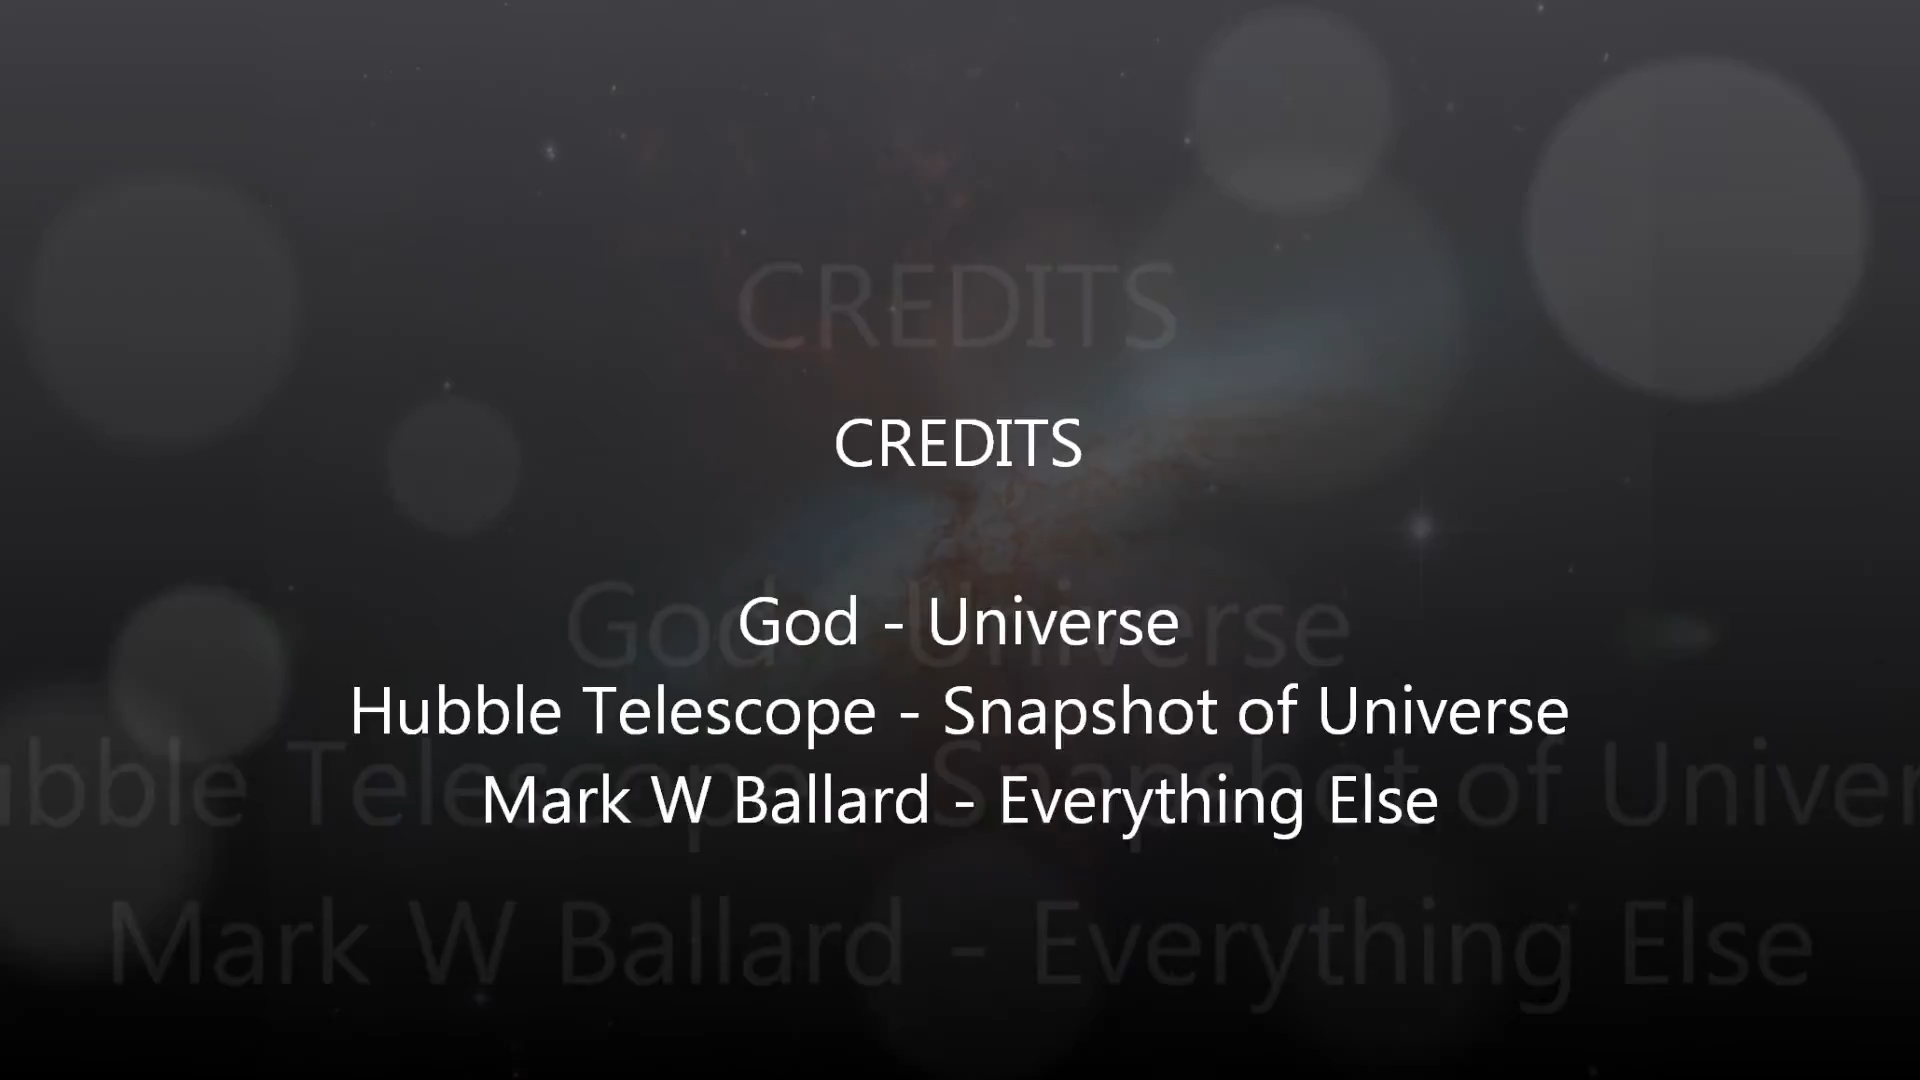 CREDITS
God - Universe
Hubble Telescope - Snapshot of Universe
Mark W Ballard - Everything Else